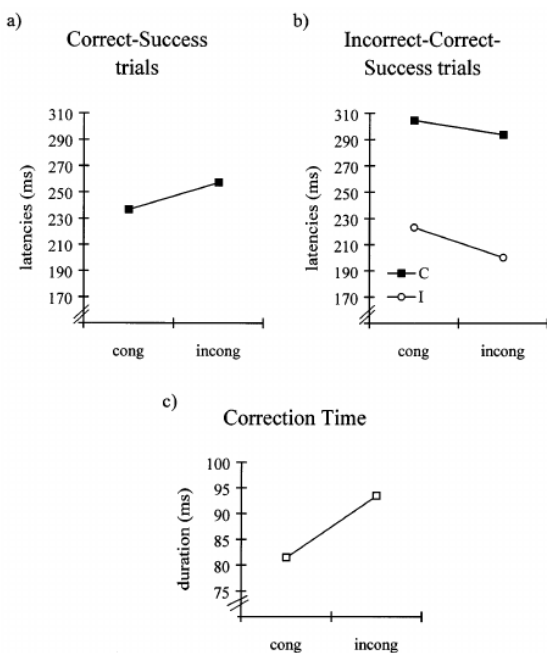 a)
Correct-Success
trials
310
290
270
250
230
210
190
170
latencies (ms)
cong
incong
b)
Incorrect-Correct-
Success trials
310
290
270
250
230
210
190
170
latencies (ms)
C
I
cong
incong
c)
Correction Time
100
95
90
85
80
75
duration (ms)
cong
incong